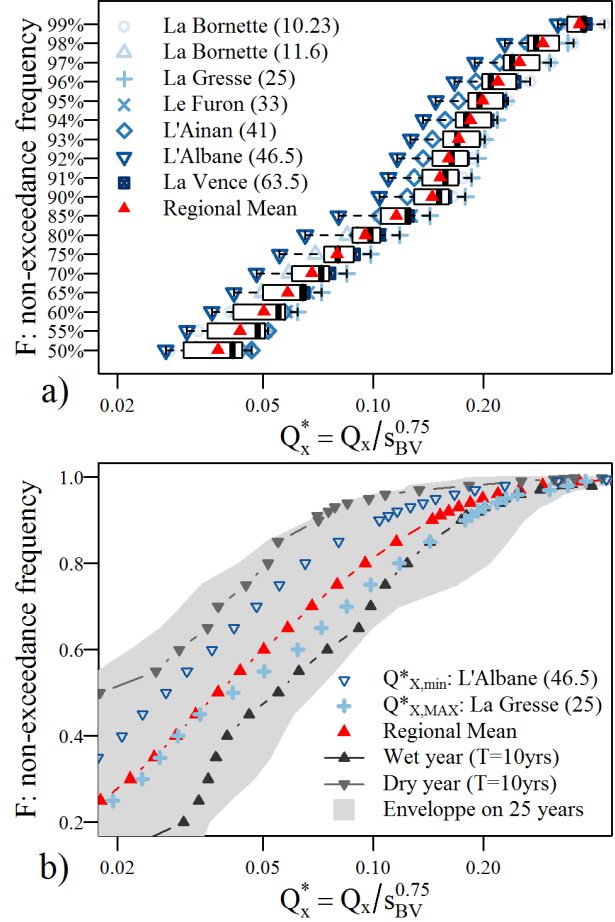 F: non-exceedance frequency
99%
98%
97%
96%
95%
94%
93%
92%
91%
90%
85%
80%
75%
70%
65%
60%
55%
50%
La Bornette (10.23)
La Bornette (11.6)
La Gresse (25)
Le Furon (33)
L'Ainan (41)
L'Albane (46.5)
La Vence (63.5)
Regional Mean
a)
0.02 0.05 0.10 0.20
Q*x = Qx/s0.75BV
F: non-exceedance frequency
1.0
0.8
0.6
0.4
0.2
Q*X,min: L'Albane (46.5)
Q*X,MAX: La Gresse (25)
Regional Mean
Wet year (T=10yrs)
Dry year (T=10yrs)
Enveloppe on 25 years
b)
0.02 0.05 0.10 0.20
Q*x = Qx/s0.75BV